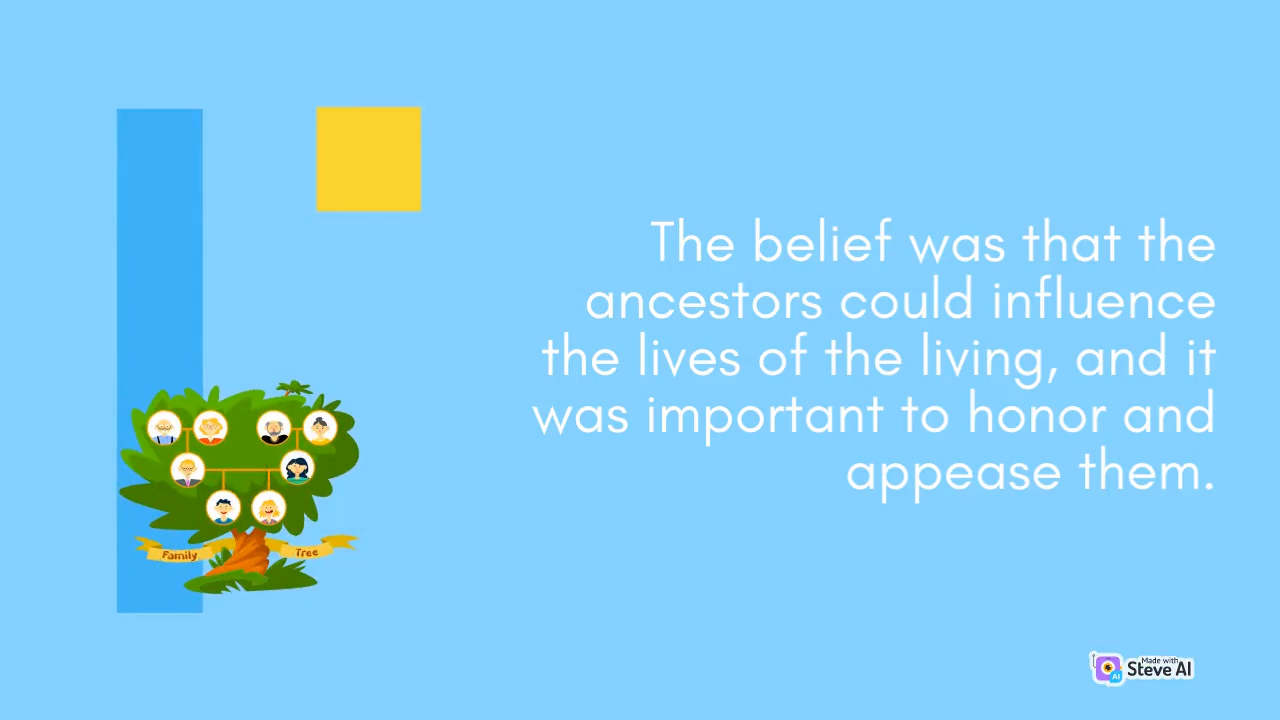 The belief was that the
ancestors could influence
the lives of the living, and it
was important to honor and
appease them.
Family Tree
Made with
Steve AI
AI